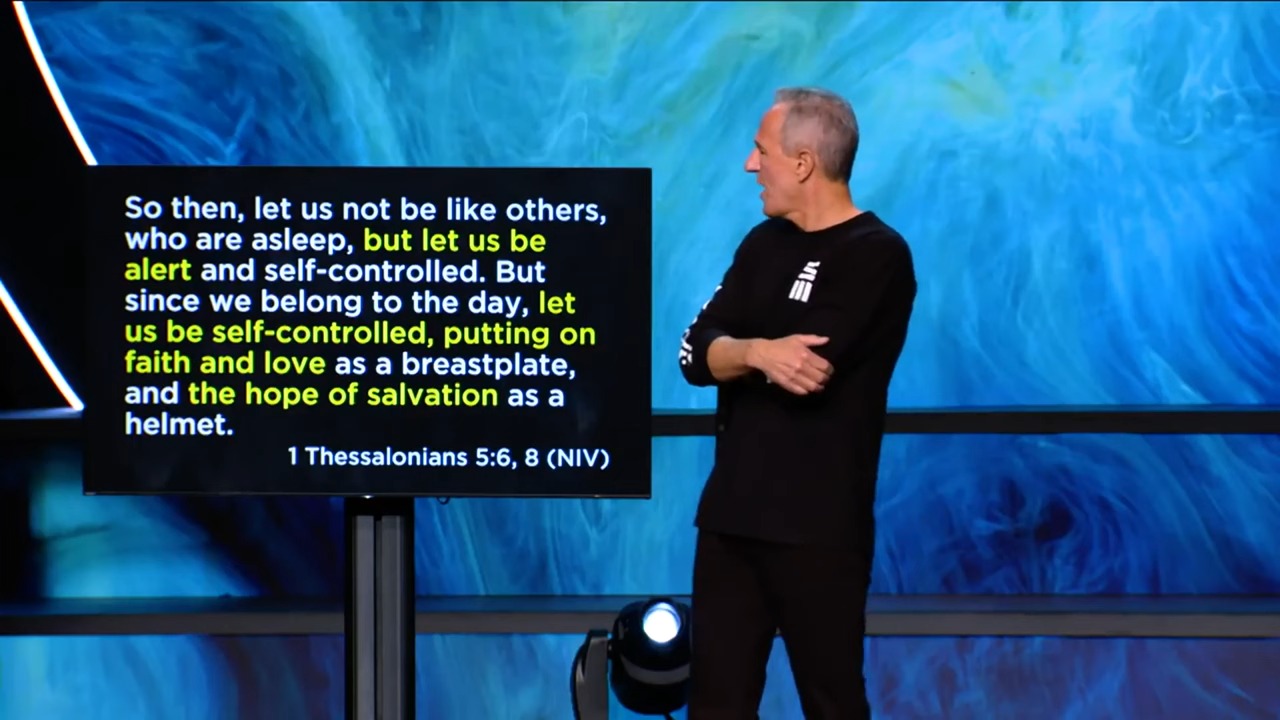 So then, let us not be like others,
who are asleep, but let us be
alert and self-controlled. But
since we belong to the day, let
us be self-controlled, putting on
faith and love as a breastplate,
and the hope of salvation as a
helmet.
1 Thessalonians 5:6, 8 (NIV)